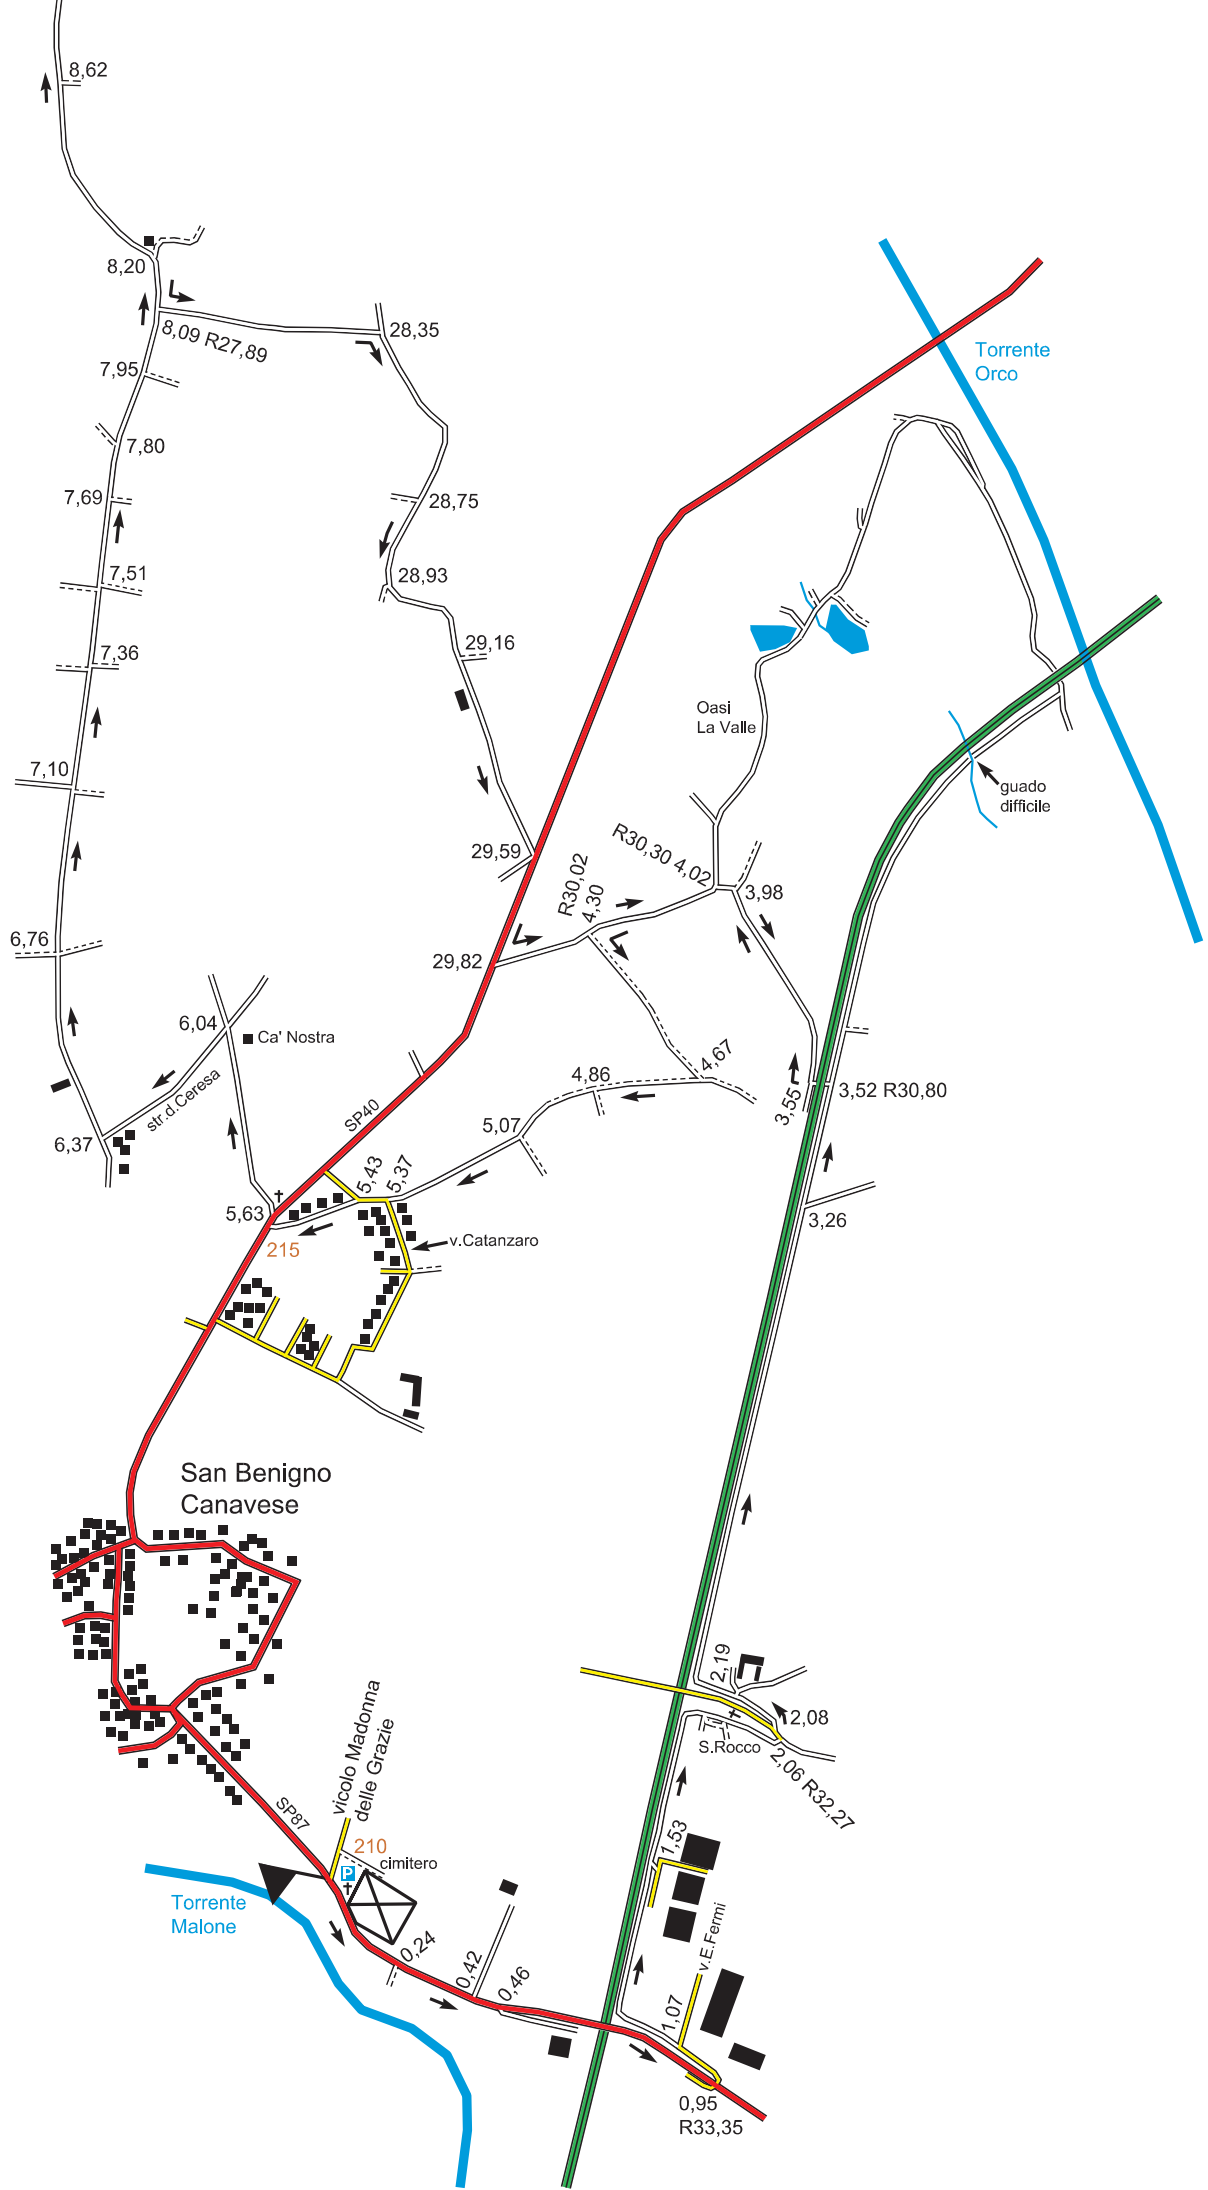 8,62
8,20
8,09 R27,89
28,35
Torrente
Orco
7,95
7,80
7,69
28,75
7,51
28,93
7,36
29,16
Oasi
La Valle
7,10
guado
difficile
29,59
R30,30 4,02
R30,02
4,30
3,98
6,76
29,82
6,04
Ca' Nostra
str.d.Ceresa
SP40
4,86
4,67
3,55
3,52 R30,80
6,37
5,07
5,43
5,37
5,63
3,26
215
v.Catanzaro
San Benigno
Canavese
2,19
2,08
S.Rocco
2,06 R32,27
vicolo Madonna
delle Grazie
SP87
210
P
cimitero
1,53
Torrente
Malone
v.E.Fermi
0,24
0,42
0,46
1,07
0,95
R33,35